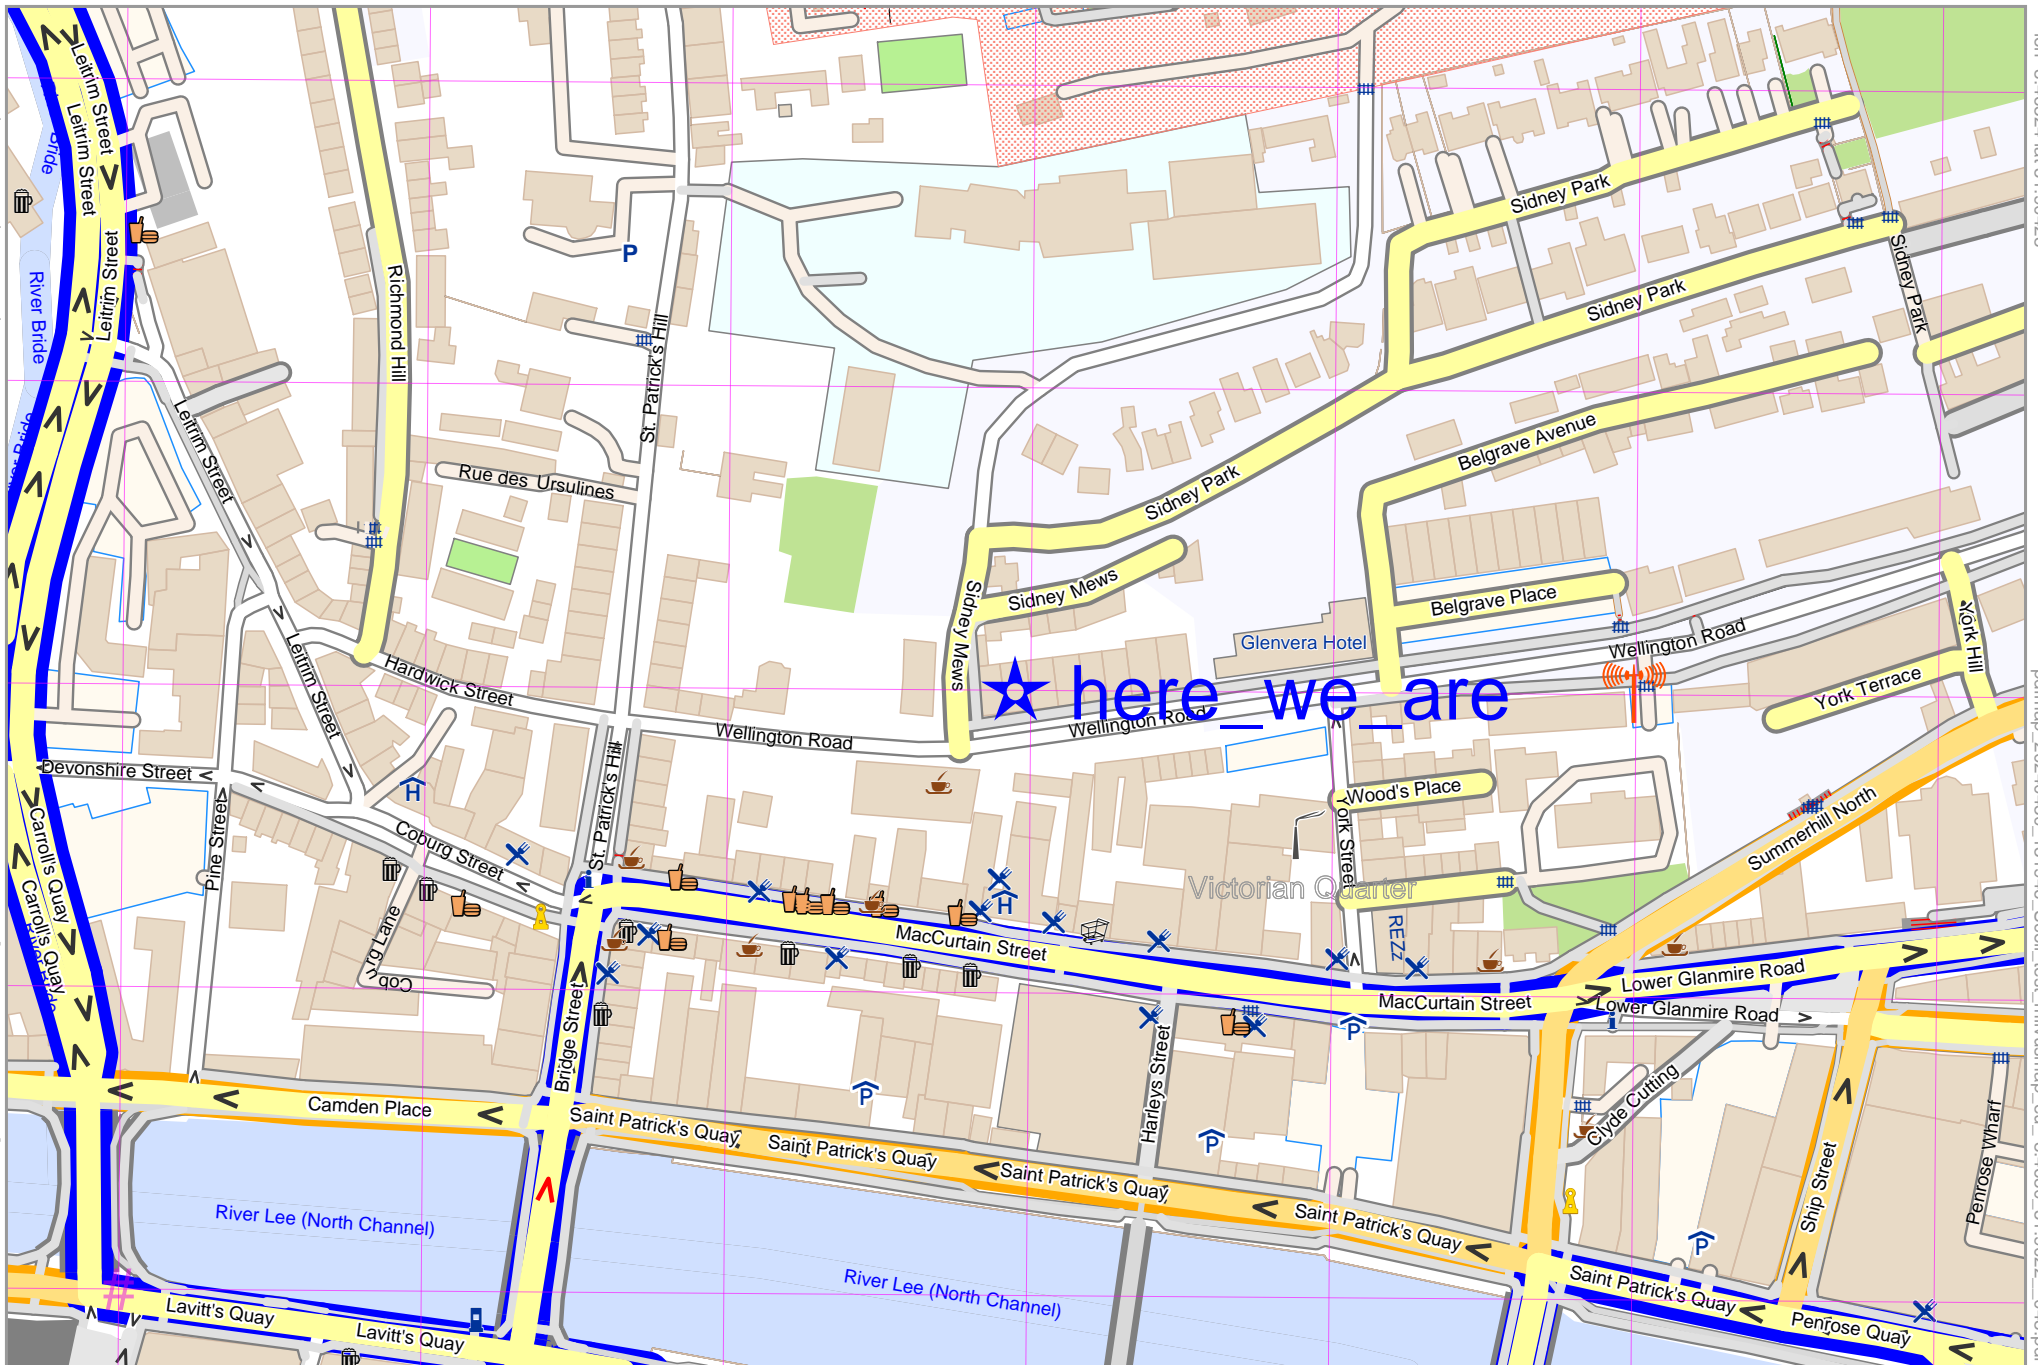 Leitrim Street
Leitrim Street
Leitrim Street
River Bride
Bride
Richmond Hill
St. Patrick's Hill
P
Sidney Park
Sidney Park
Sidney Park
Sidney Park
Belgrave Avenue
Leitrim Street
Rue des Ursulines
Sidney Mews
Sidney Mews
Belgrave Place
Glenvera Hotel
Wellington Road
York Hill
York Terrace
Leitrim Street
Hardwick Street
here_we_are
Wellington Road
Wellington Road
Devonshire Street
H
St. Patrick's Hill
Wood's Place
York Street
Summerhill North
Carroll's Quay
Carroll's Quay
Pine Street
Coburg Street
Coburg Lane
Victorian Quarter
REZz
H
MacCurtain Street
MacCurtain Street
Lower Glanmire Road
Lower Glanmire Road
River Bride
Bridge Street
Harleys Street
P
P
P
P
Clyde Cutting
Ship Street
Penrose Wharf
Camden Place
Saint Patrick's Quay
Saint Patrick's Quay
Saint Patrick's Quay
Saint Patrick's Quay
Saint Patrick's Quay
River Lee (North Channel)
River Lee (North Channel)
Lavitt's Quay
Lavitt's Quay
Penrose Quay